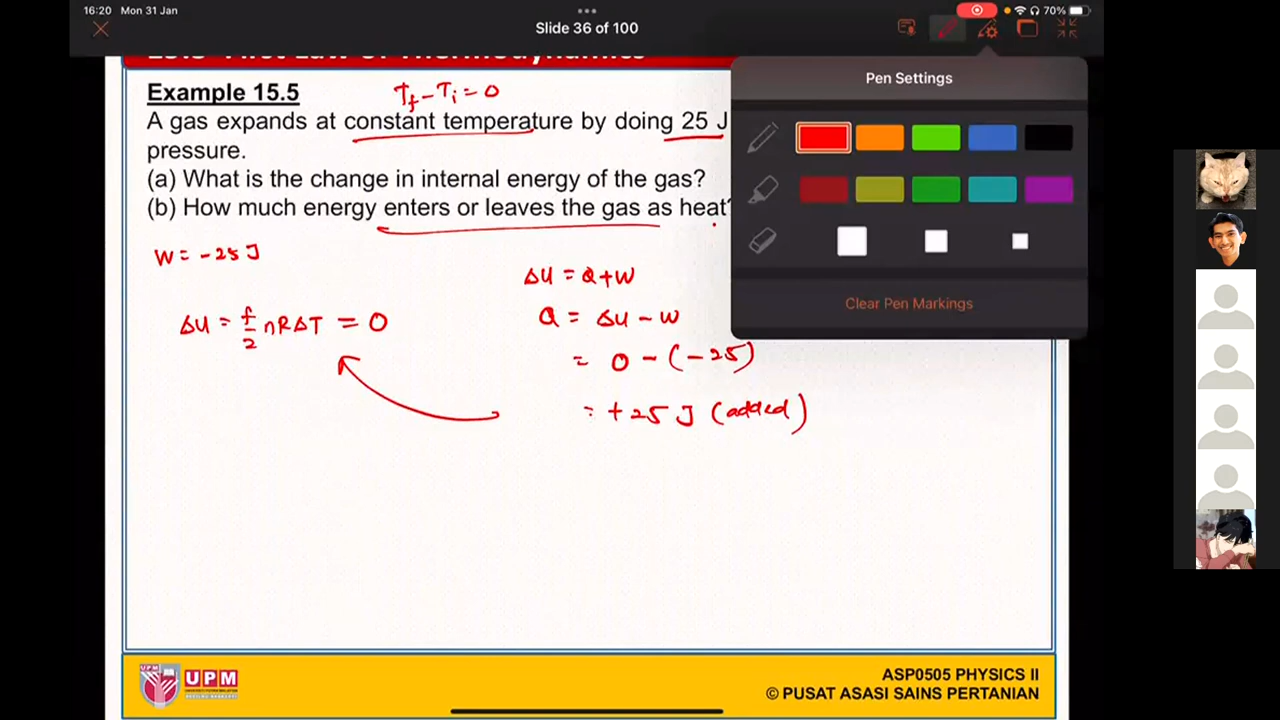 16:20 Mon 31 Jan
70%
Slide 36 of 100
Pen Settings
Example 15.5
Tf - Ti = 0
A gas expands at constant temperature by doing 25 J
pressure.
(a) What is the change in internal energy of the gas?
(b) How much energy enters or leaves the gas as heat?
W = -25 J
ΔU = Q + W
Clear Pen Markings
ΔU = f/2 nRΔT = 0
Q = ΔU - W
= 0 - (-25)
= +25 J (added)
UPM
ASP0505 PHYSICS II
© PUSAT ASASI SAINS PERTANIAN